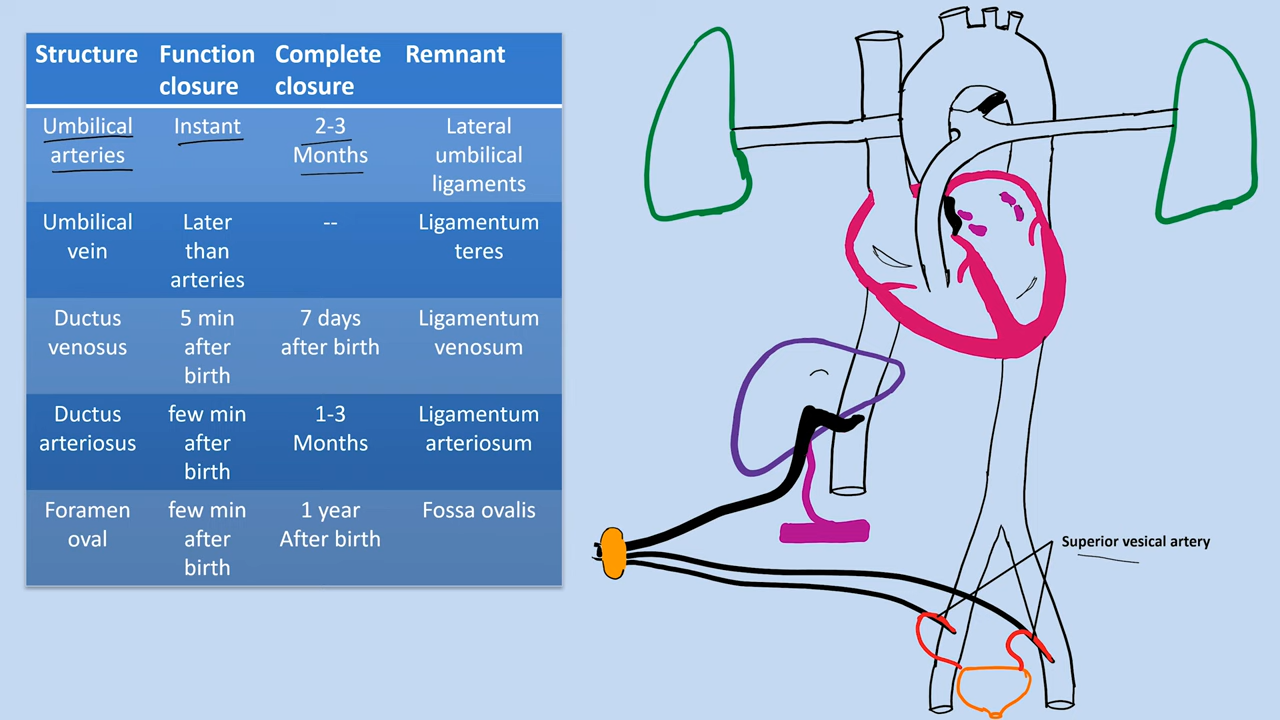 Structure Function closure Complete closure Remnant
Umbilical arteries Instant 2-3 Months Lateral umbilical ligaments
Umbilical vein Later than arteries -- Ligamentum teres
Ductus venosus 5 min after birth 7 days after birth Ligamentum venosum
Ductus arteriosus few min after birth 1-3 Months Ligamentum arteriosum
Foramen oval few min after birth 1 year After birth Fossa ovalis
Superior vesical artery